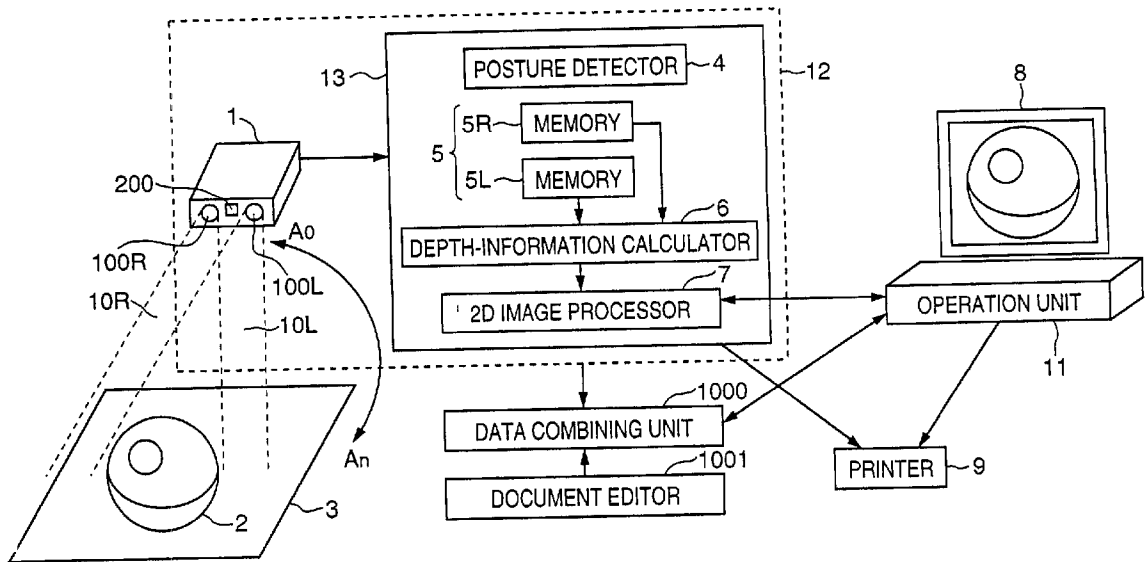 13
POSTURE DETECTOR
4
12
8
1
5R
MEMORY
5
5L
MEMORY
200
6
A0
DEPTH-INFORMATION CALCULATOR
100R
100L
7
10R
10L
2D IMAGE PROCESSOR
OPERATION UNIT
11
1000
DATA COMBINING UNIT
An
1001
PRINTER
9
DOCUMENT EDITOR
2
3